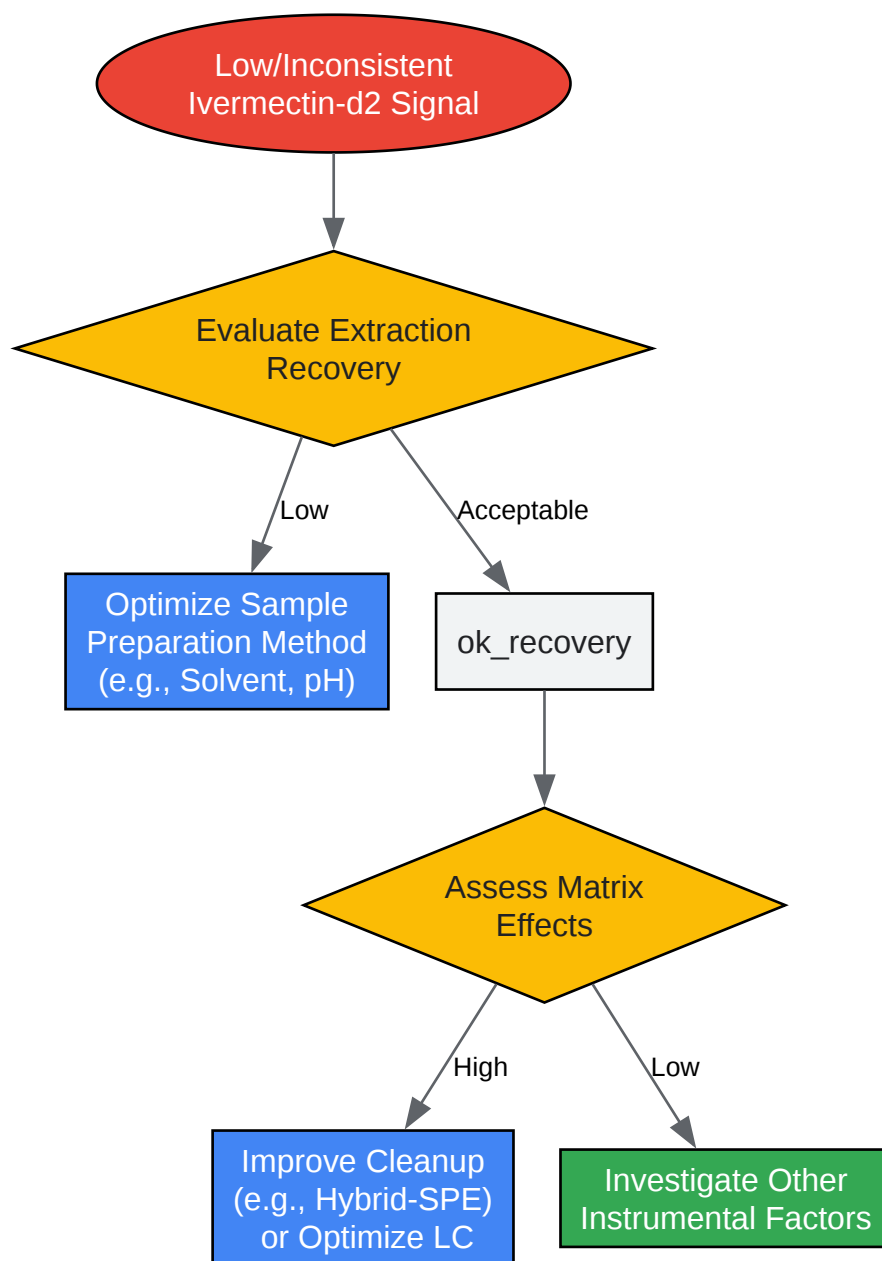 Low/Inconsistent
Ivermectin-d2 Signal
Evaluate Extraction
Recovery
Low
Acceptable
Optimize Sample
Preparation Method
(e.g., Solvent, pH)
ok_recovery
Assess Matrix
Effects
High
Low
Improve Cleanup
(e.g., Hybrid-SPE)
or Optimize LC
Investigate Other
Instrumental Factors